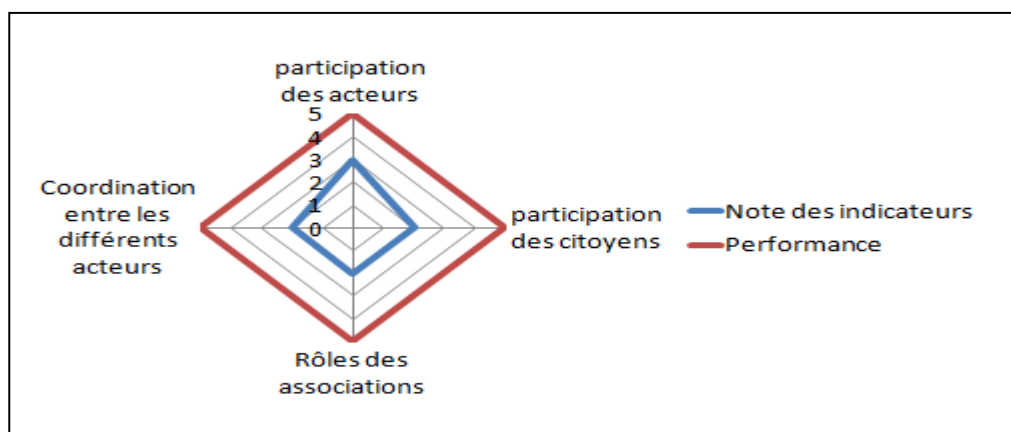 participation
des acteurs
5
4
3
2
1
0
Coordination
entre les
différents
acteurs
participation
des citoyens
Rôles des
associations
Note des indicateurs
Performance